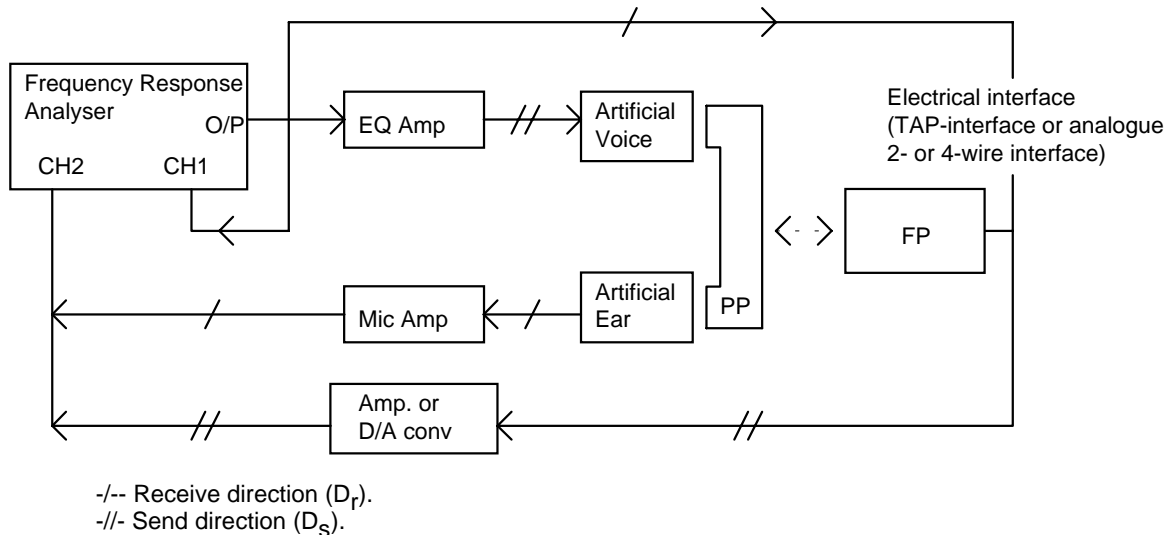 Frequency Response
Analyser
O/P
CH2
CH1
EQ Amp
Artificial
Voice
Electrical interface
(TAP-interface or analogue
2- or 4-wire interface)
FP
Mic Amp
Artificial
Ear
PP
Amp. or
D/A conv
-/-- Receive direction (Dr).
-//- Send direction (Ds).